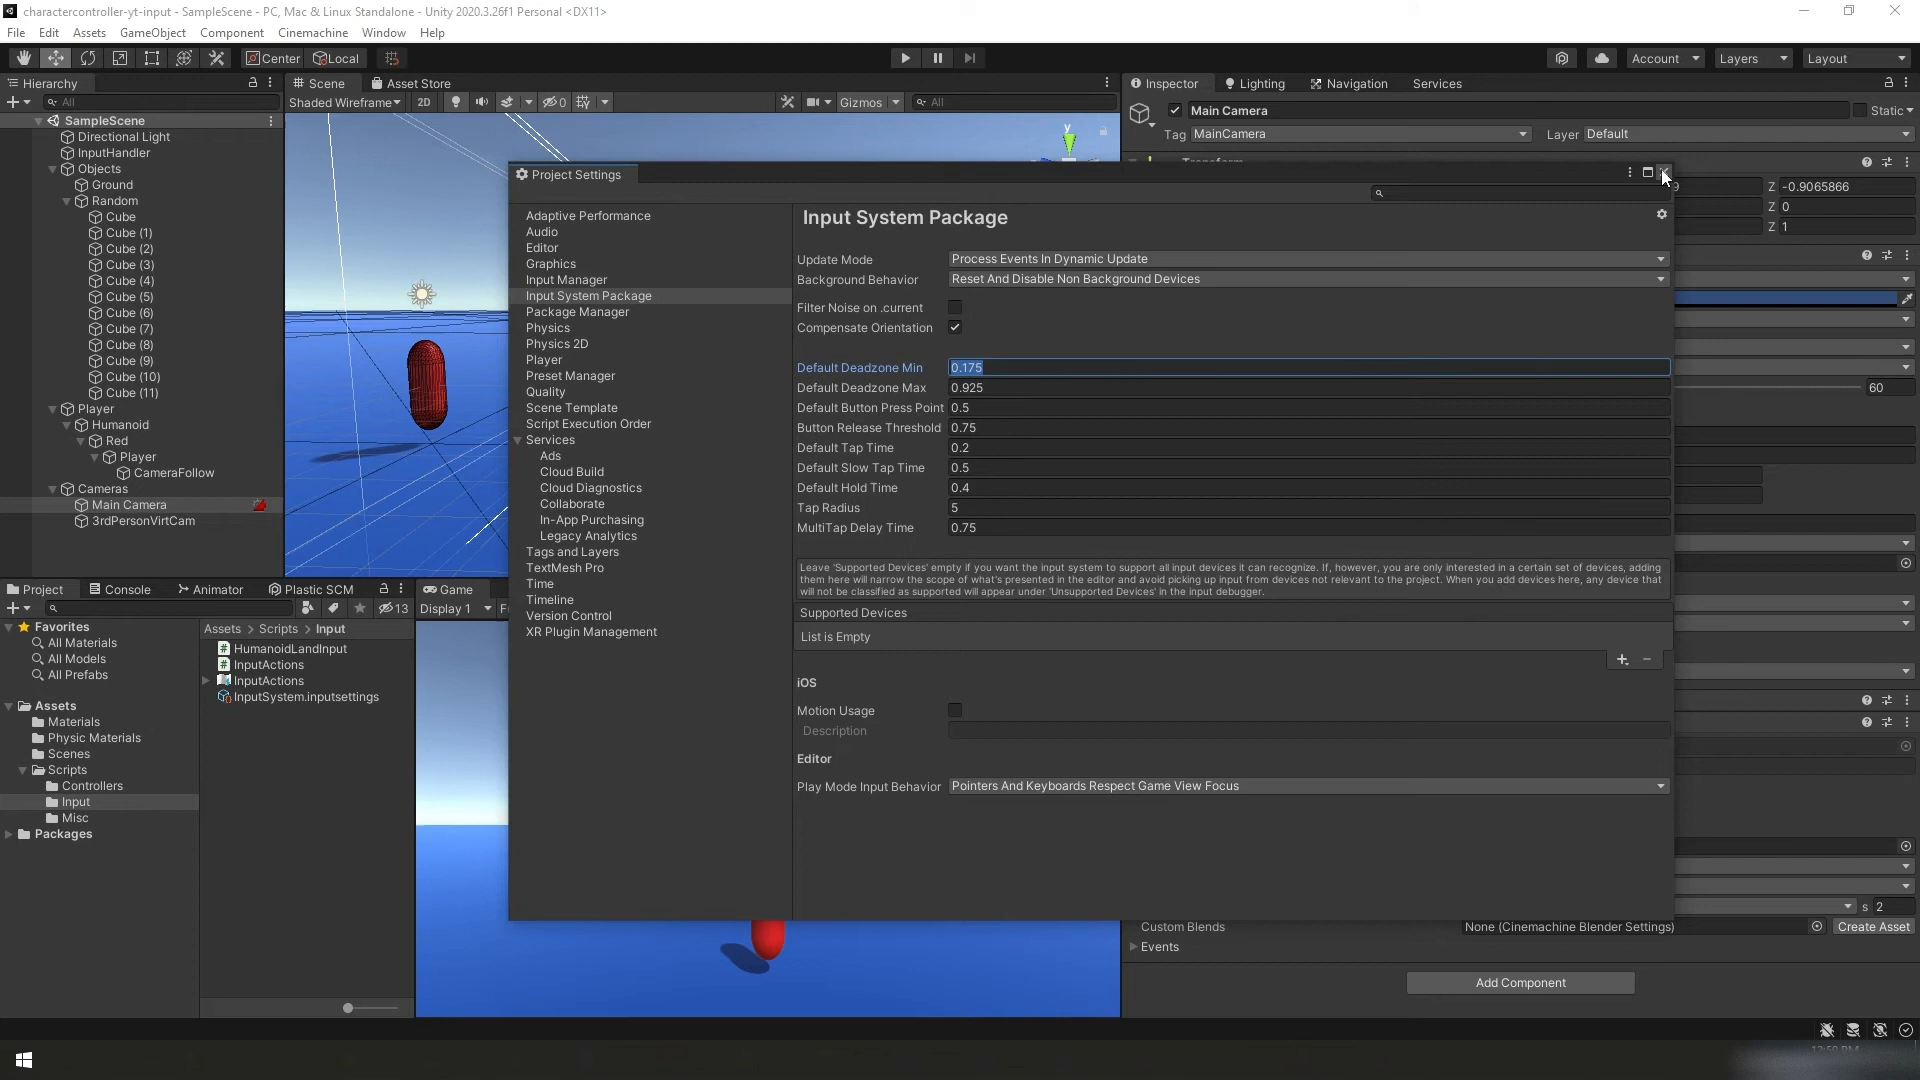 charactercontroller-yt-input - SampleScene - PC, Mac & Linux Standalone - Unity 2020.3.26f1 Personal <DX11>
File Edit Assets GameObject Component Cinemachine Window Help
Center Local Account Layers Layout
Hierarchy
All
SampleScene
Directional Light
InputHandler
Objects
Ground
Random
Cube
Cube (1)
Cube (2)
Cube (3)
Cube (4)
Cube (5)
Cube (6)
Cube (7)
Cube (8)
Cube (9)
Cube (10)
Cube (11)
Player
Humanoid
Red
Player
CameraFollow
Cameras
Main Camera
3rdPersonVirtCam
Scene Asset Store
Shaded Wireframe 2D 0 Gizmos All
y
Inspector Lighting Navigation Services
Main Camera Static
Tag MainCamera Layer Default
Z -0.9065866
Z 0
Z 1
60
Project Settings
Adaptive Performance
Audio
Editor
Graphics
Input Manager
Input System Package
Package Manager
Physics
Physics 2D
Player
Preset Manager
Quality
Scene Template
Script Execution Order
Services
Ads
Cloud Build
Cloud Diagnostics
Collaborate
In-App Purchasing
Legacy Analytics
Tags and Layers
TextMesh Pro
Time
Timeline
Version Control
XR Plugin Management
Input System Package
Update Mode Process Events In Dynamic Update
Background Behavior Reset And Disable Non Background Devices
Filter Noise on .current
Compensate Orientation
Default Deadzone Min 0.175
Default Deadzone Max 0.925
Default Button Press Point 0.5
Button Release Threshold 0.75
Default Tap Time 0.2
Default Slow Tap Time 0.5
Default Hold Time 0.4
Tap Radius 5
MultiTap Delay Time 0.75
Leave 'Supported Devices' empty if you want the input system to support all input devices it can recognize. If, however, you are only interested in a certain set of devices, adding
them here will narrow the scope of what's presented in the editor and avoid picking up input from devices not relevant to the project. When you add devices here, any device that
will not be classified as supported will appear under 'Unsupported Devices' in the input debugger.
Supported Devices
List is Empty
iOS
Motion Usage
Description
Editor
Play Mode Input Behavior Pointers And Keyboards Respect Game View Focus
Project Console Animator Plastic SCM
13
Favorites
All Materials
All Models
All Prefabs
Assets
Materials
Physic Materials
Scenes
Scripts
Controllers
Input
Misc
Packages
Assets > Scripts > Input
HumanoidLandInput
InputActions
InputActions
InputSystem.inputsettings
Game
Display 1
s 2
Custom Blends None (Cinemachine Blender Settings) Create Asset
Events
Add Component